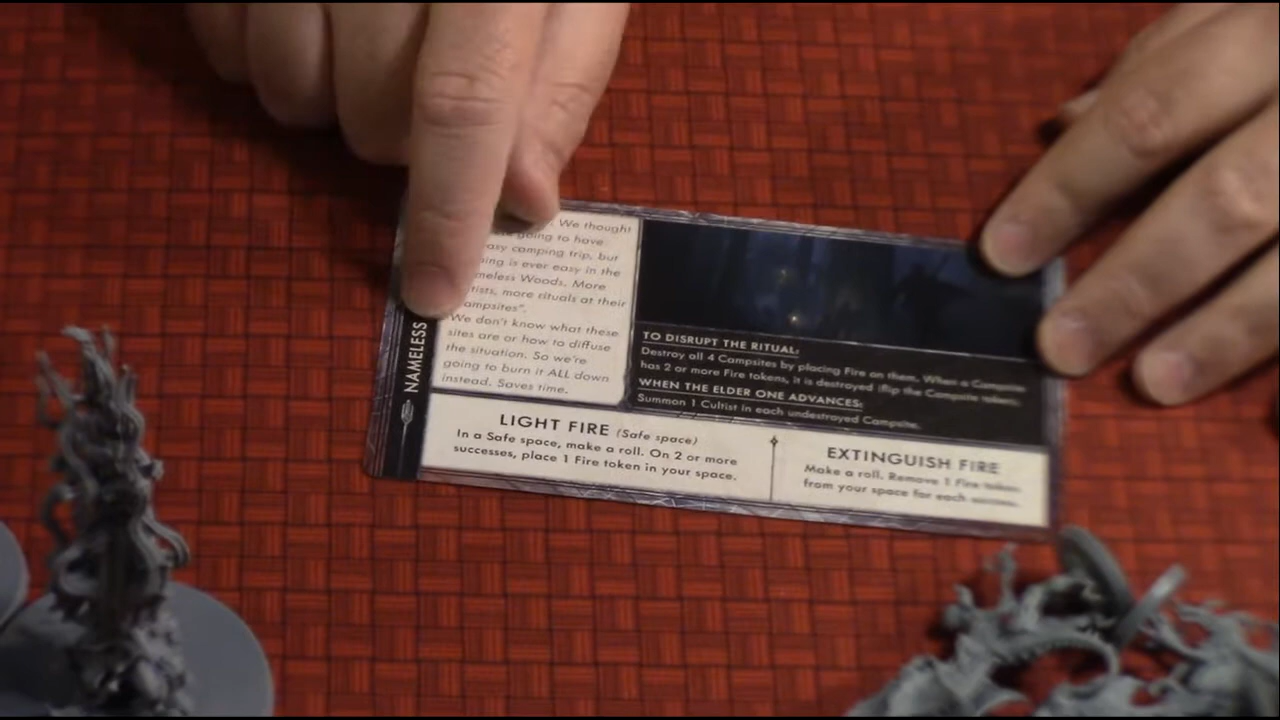 NAMELESS
We thought
going to have
camping trip, but
is ever easy in the
Woods. More
more rituals at their
We don't know what these
sites are or how to diffuse
the situation. So we're
going to burn it ALL down
instead. Saves time.
TO DISRUPT THE RITUAL:
Destroy all 4 Campsites by placing Fire on them. When a Campsite
has 2 or more Fire tokens, it is destroyed (flip the Campsite token).
WHEN THE ELDER ONE ADVANCES:
Summon 1 Cultist in each undestroyed Campsite.
LIGHT FIRE (Safe space)
In a Safe space, make a roll. On 2 or more
successes, place 1 Fire token in your space.
EXTINGUISH FIRE
Make a roll. Remove 1 Fire token
from your space for each success.